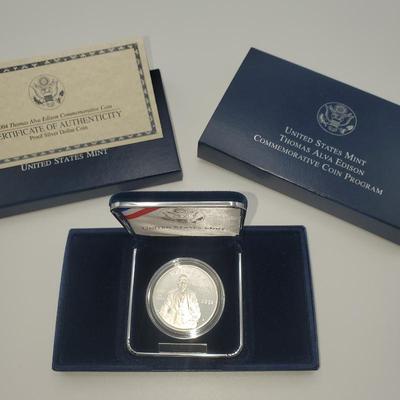 2004 Thomas Alva Edison Commemorative Coin
CERTIFICATE OF AUTHENTICITY
Proof Silver Dollar Coin
UNITED STATES MINT
UNITED STATES MINT
THOMAS ALVA EDISON
COMMEMORATIVE COIN PROGRAM
UNITED STATES MINT